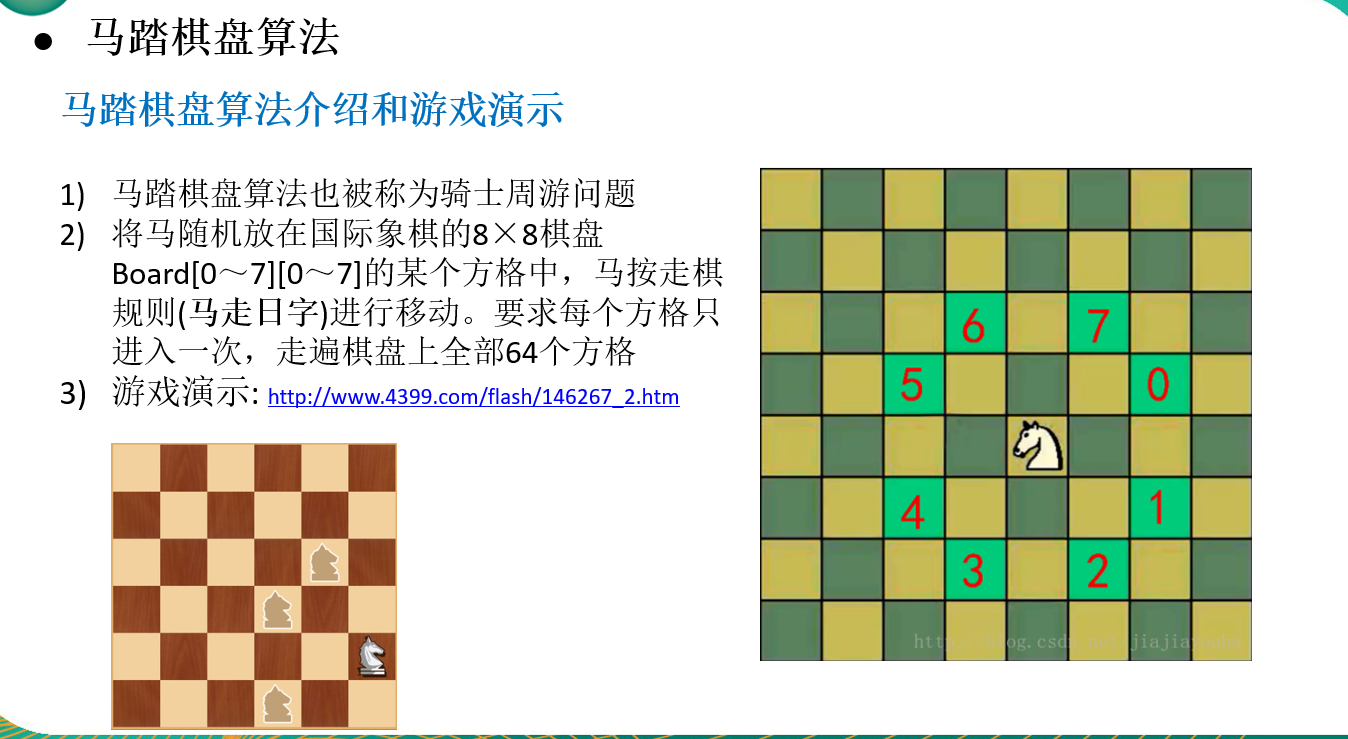 ● 马踏棋盘算法
马踏棋盘算法介绍和游戏演示
1) 马踏棋盘算法也被称为骑士周游问题
2) 将马随机放在国际象棋的8×8棋盘
Board[0～7][0～7]的某个方格中，马按走棋
规则(马走日字)进行移动。要求每个方格只
进入一次，走遍棋盘上全部64个方格
3) 游戏演示: http://www.4399.com/flash/146267_2.htm
6 7
5 0
4 1
3 2